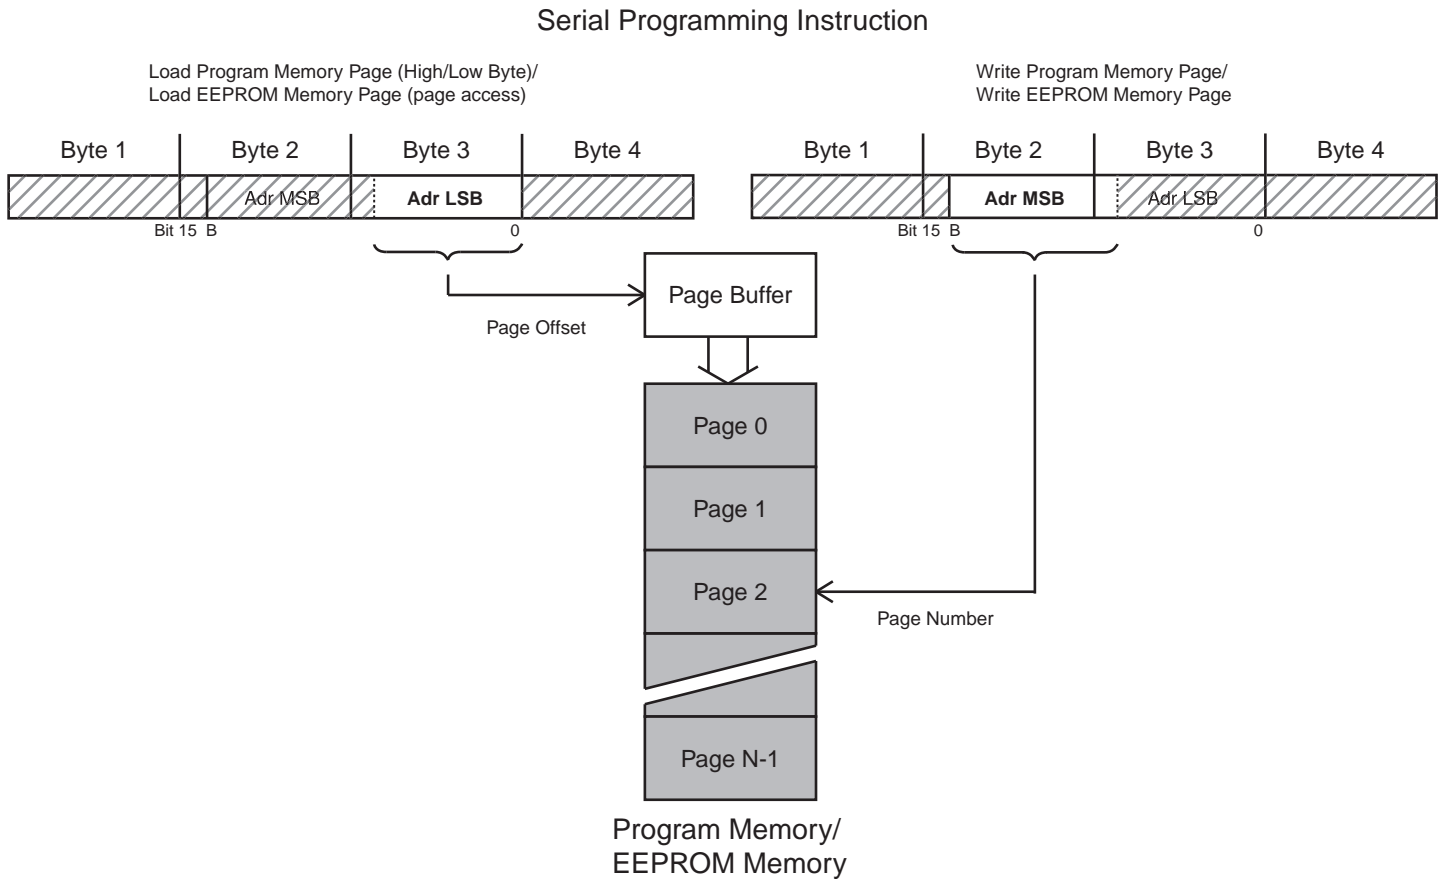 Serial Programming Instruction
Load Program Memory Page (High/Low Byte)/
Load EEPROM Memory Page (page access)
Byte 1
Byte 2
Byte 3
Byte 4
Adr MSB
Adr LSB
Bit 15 B
0
Page Offset
Write Program Memory Page/
Write EEPROM Memory Page
Byte 1
Byte 2
Byte 3
Byte 4
Adr MSB
Adr LSB
Bit 15 B
0
Page Buffer
Page 0
Page 1
Page 2
Page Number
Page N-1
Program Memory/
EEPROM Memory